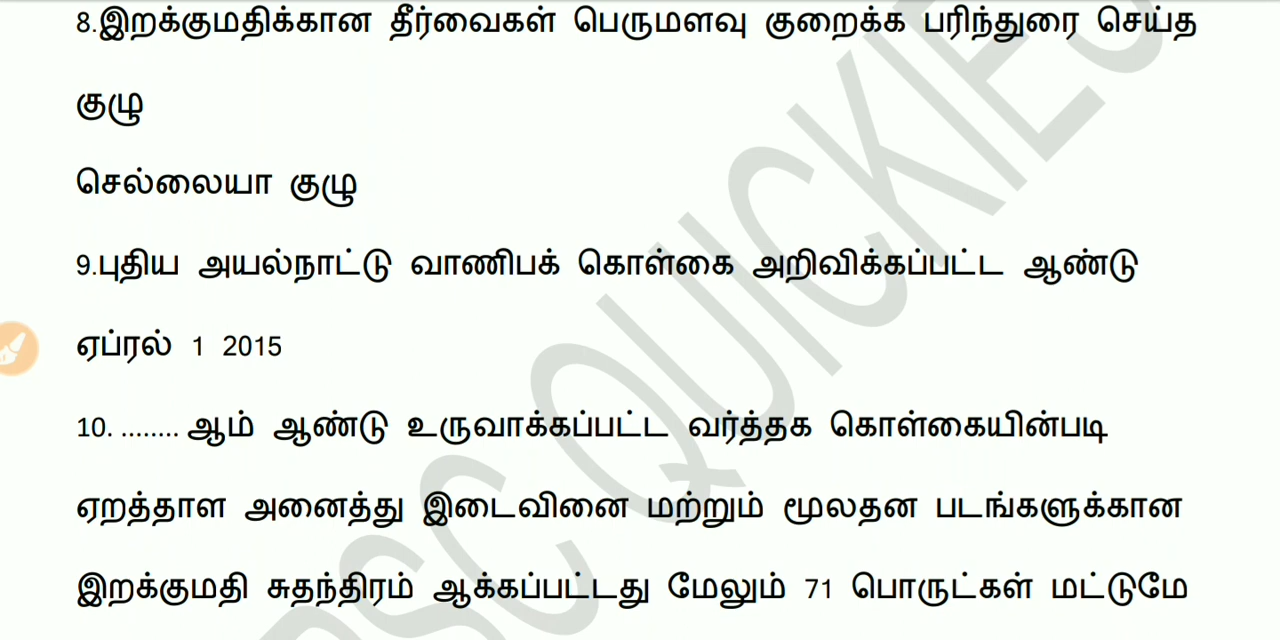 8.இறக்குமதிக்கான தீர்வைகள் பெருமளவு குறைக்க பரிந்துரை செய்த
குழு
செல்லையா குழு
9.புதிய அயல்நாட்டு வாணிபக் கொள்கை அறிவிக்கப்பட்ட ஆண்டு
ஏப்ரல் 1 2015
10. ........ ஆம் ஆண்டு உருவாக்கப்பட்ட வர்த்தக கொள்கையின்படி
ஏறத்தாள அனைத்து இடைவினை மற்றும் மூலதன படங்களுக்கான
இறக்குமதி சுதந்திரம் ஆக்கப்பட்டது மேலும் 71 பொருட்கள் மட்டுமே
PSC QUICKIES